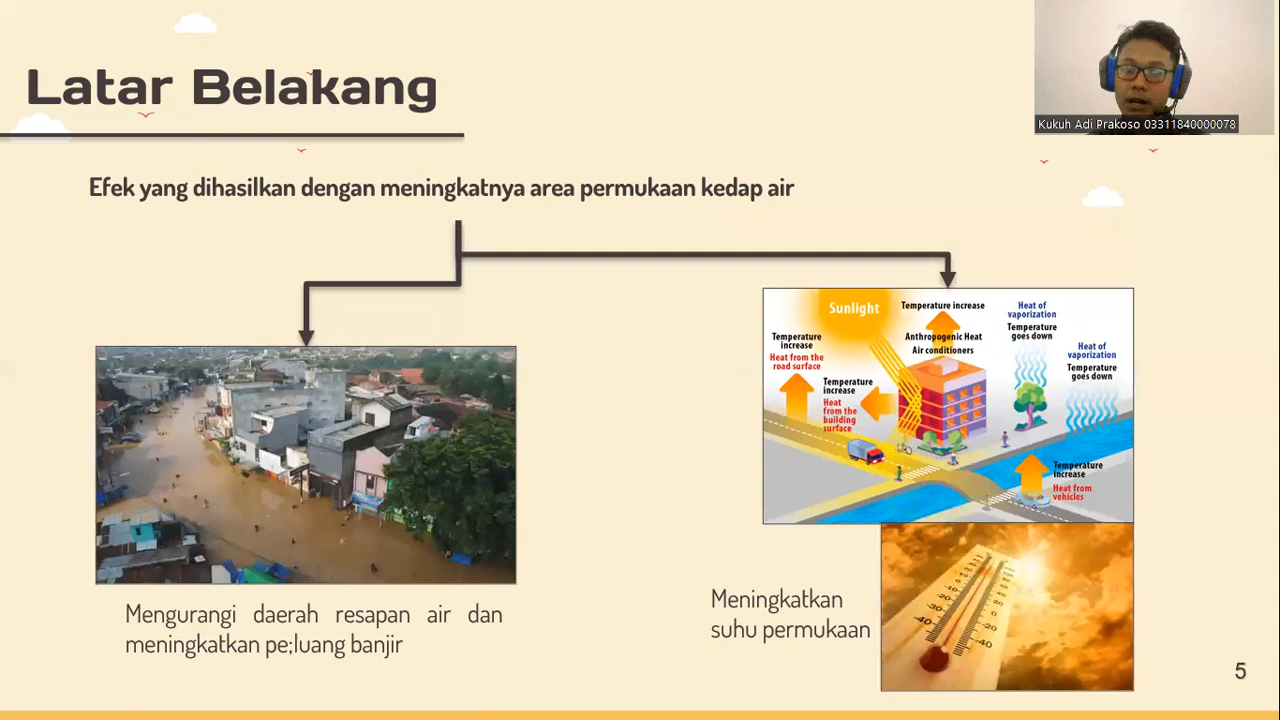 Latar Belakang
Kukuh Adi Prakoso 03311840000078
Efek yang dihasilkan dengan meningkatnya area permukaan kedap air
Sunlight
Temperature increase
Anthropogenic Heat
Air conditioners
Heat of
vaporization
Temperature
goes down
Heat of
vaporization
Temperature
goes down
Temperature
increase
Heat from the
road surface
Temperature
increase
Heat
from the
building
surface
Temperature
increase
Heat from
vehicles
Mengurangi daerah resapan air dan
meningkatkan pe;luang banjir
Meningkatkan
suhu permukaan
5